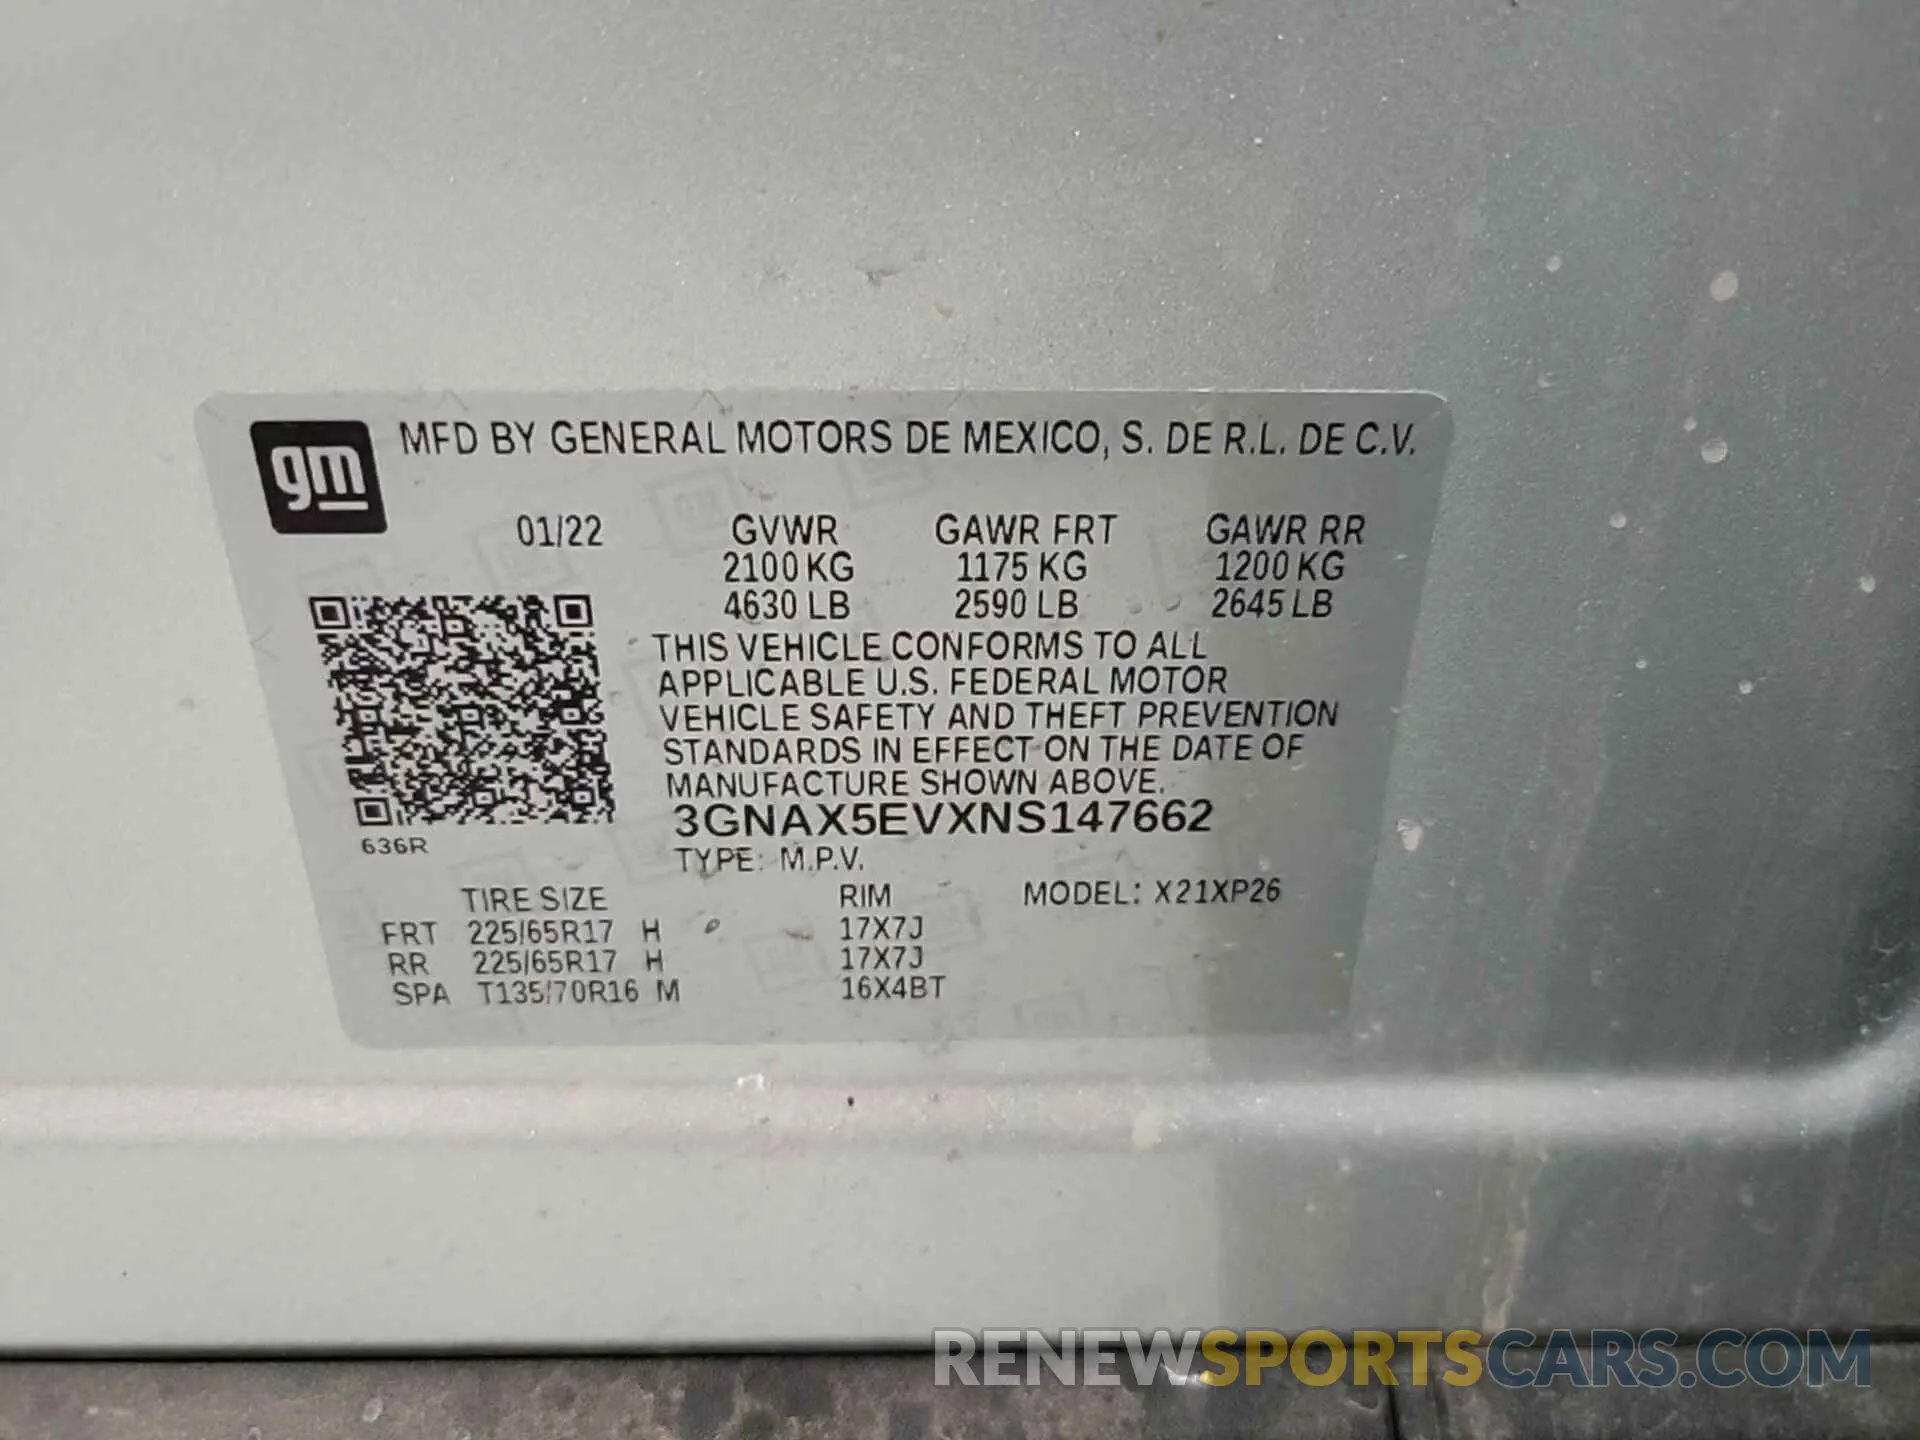 gm
MFD BY GENERAL MOTORS DE MEXICO, S. DE R.L. DE C.V.
01/22 GVWR GAWR FRT GAWR RR
2100 KG 1175 KG 1200 KG
4630 LB 2590 LB 2645 LB
THIS VEHICLE CONFORMS TO ALL
APPLICABLE U.S. FEDERAL MOTOR
VEHICLE SAFETY AND THEFT PREVENTION
STANDARDS IN EFFECT ON THE DATE OF
MANUFACTURE SHOWN ABOVE.
3GNAX5EVXNS147662
636R
TYPE: M.P.V.
TIRE SIZE RIM MODEL: X21XP26
FRT 225/65R17 H 17X7J
RR 225/65R17 H 17X7J
SPA T135/70R16 M 16X4BT
RENEWSPORTSCARS.COM